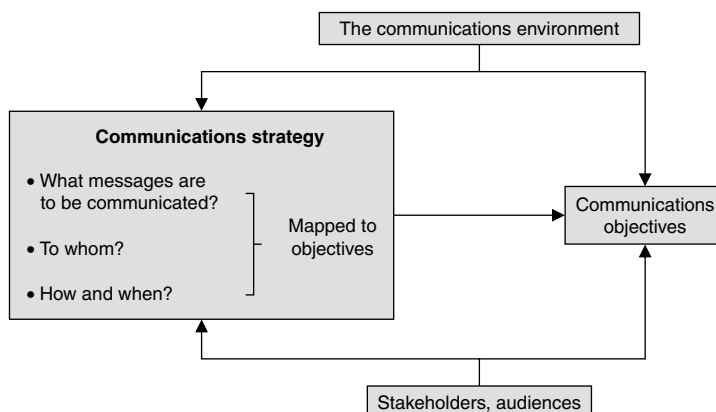 The communications environment
Communications strategy
• What messages are
to be communicated?
• To whom?
• How and when?
Mapped to
objectives
Communications
objectives
Stakeholders, audiences